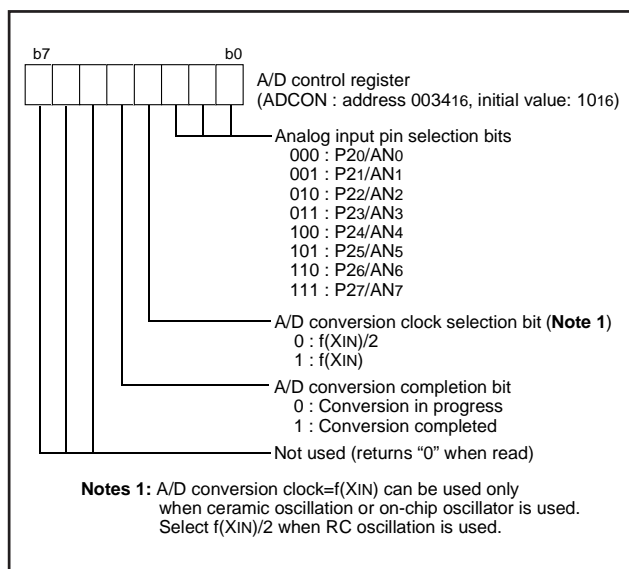 b7 b0
A/D control register
(ADCON : address 003416, initial value: 1016)
Analog input pin selection bits
000 : P20/AN0
001 : P21/AN1
010 : P22/AN2
011 : P23/AN3
100 : P24/AN4
101 : P25/AN5
110 : P26/AN6
111 : P27/AN7
A/D conversion clock selection bit (Note 1)
0 : f(XIN)/2
1 : f(XIN)
A/D conversion completion bit
0 : Conversion in progress
1 : Conversion completed
Not used (returns “0” when read)
Notes 1: A/D conversion clock=f(XIN) can be used only
when ceramic oscillation or on-chip oscillator is used.
Select f(XIN)/2 when RC oscillation is used.